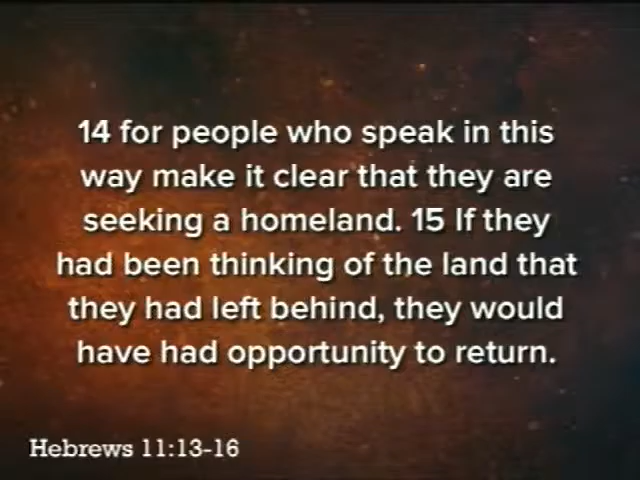 14 for people who speak in this
way make it clear that they are
seeking a homeland. 15 If they
had been thinking of the land that
they had left behind, they would
have had opportunity to return.
Hebrews 11:13-16